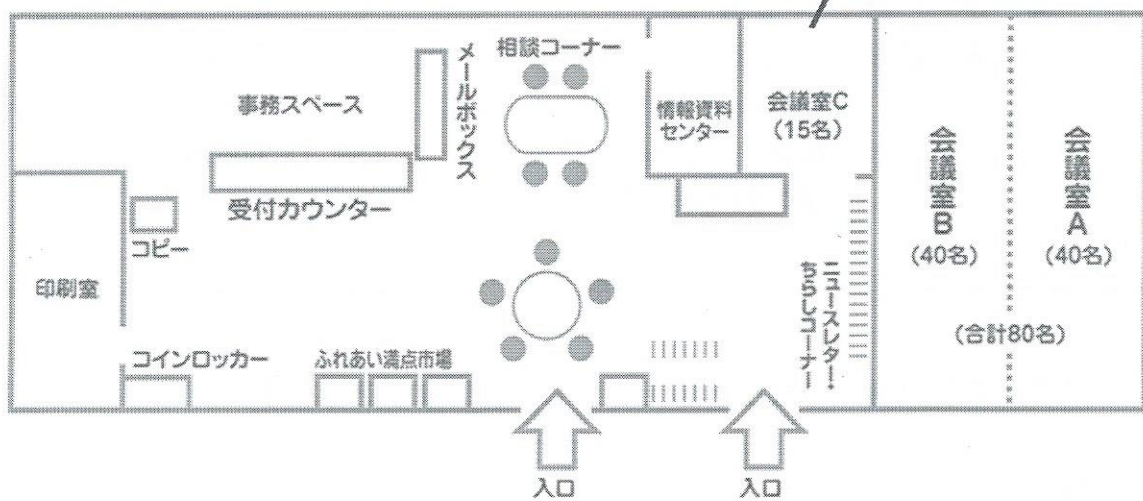 相談コーナー
メールボックス
事務スペース
情報資料
センター
会議室C
(15名)
会議室B
(40名)
会議室A
(40名)
受付カウンター
コピー
印刷室
ニュースレター・
ちらしコーナー
(合計80名)
コインロッカー
ふれあい満点市場
入口
入口